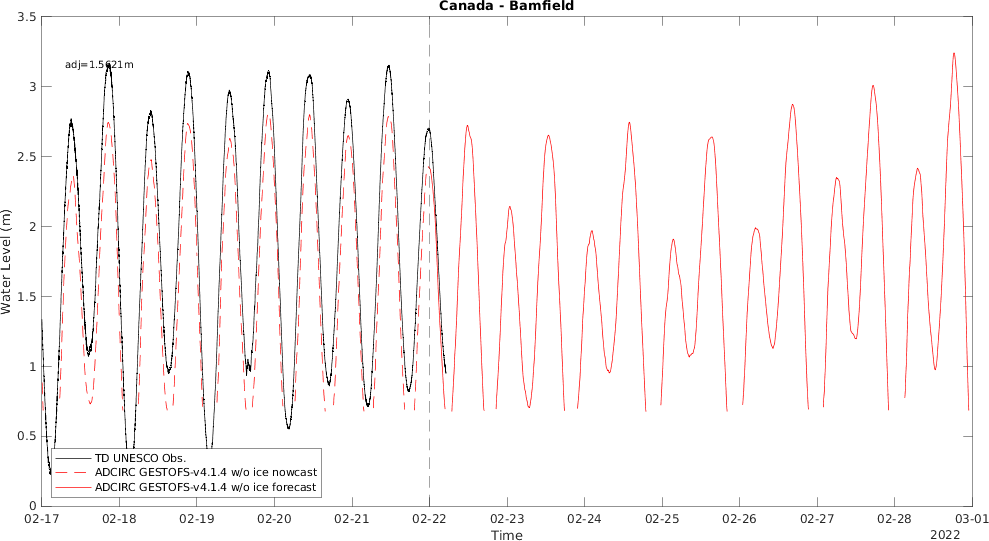 Canada - Bamfield
3.5
3
2.5
2
1.5
1
0.5
0
Water Level (m)
adj=1.5621m
TD UNESCO Obs.
ADCIRC GESTOFS-v4.1.4 w/o ice nowcast
ADCIRC GESTOFS-v4.1.4 w/o ice forecast
02-17 02-18 02-19 02-20 02-21 02-22 02-23 02-24 02-25 02-26 02-27 02-28 03-01
Time
2022